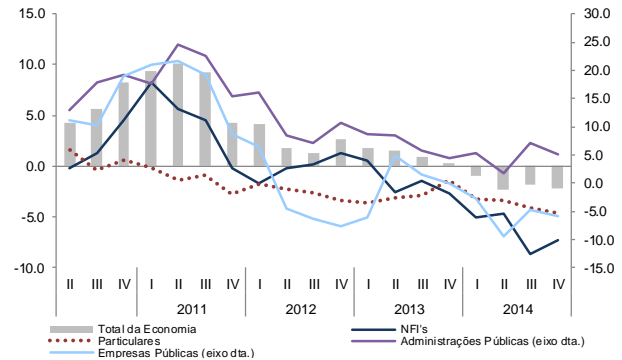 15.0 30.0
10.0 25.0
20.0
5.0 15.0
10.0
0.0 5.0
0.0
-5.0 -5.0
-10.0
-10.0 -15.0
II III IV I II III IV I II III IV I II III IV I II III IV
2011 2012 2013 2014
Total da Economia NFI's
Particulares Administrações Públicas (eixo dta.)
Empresas Públicas (eixo dta.)